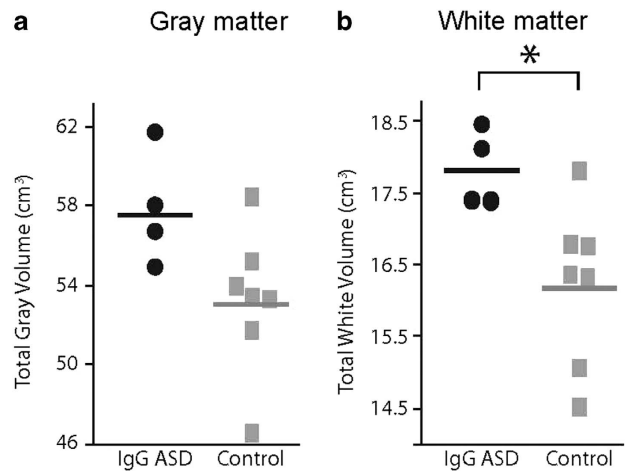 a Gray matter
Total Gray Volume (cm³)
62
58
54
50
46
IgG ASD Control
b White matter
*
Total White Volume (cm³)
18.5
17.5
16.5
15.5
14.5
IgG ASD Control